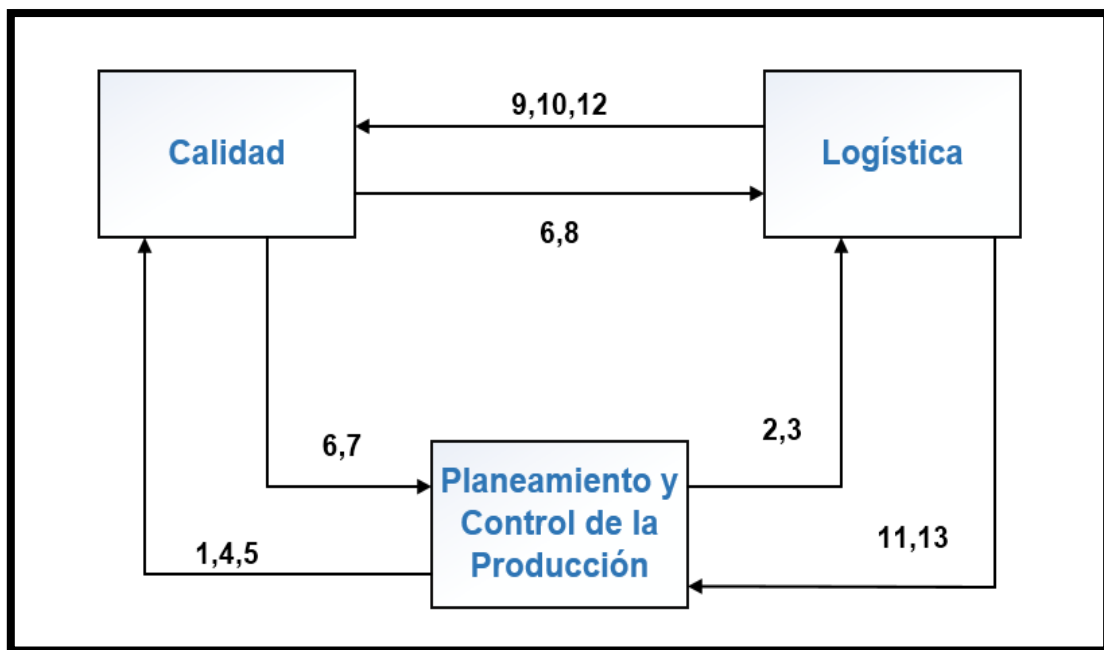 9,10,12
Calidad
Logística
6,8
6,7
2,3
Planeamiento y
Control de la
Producción
1,4,5
11,13